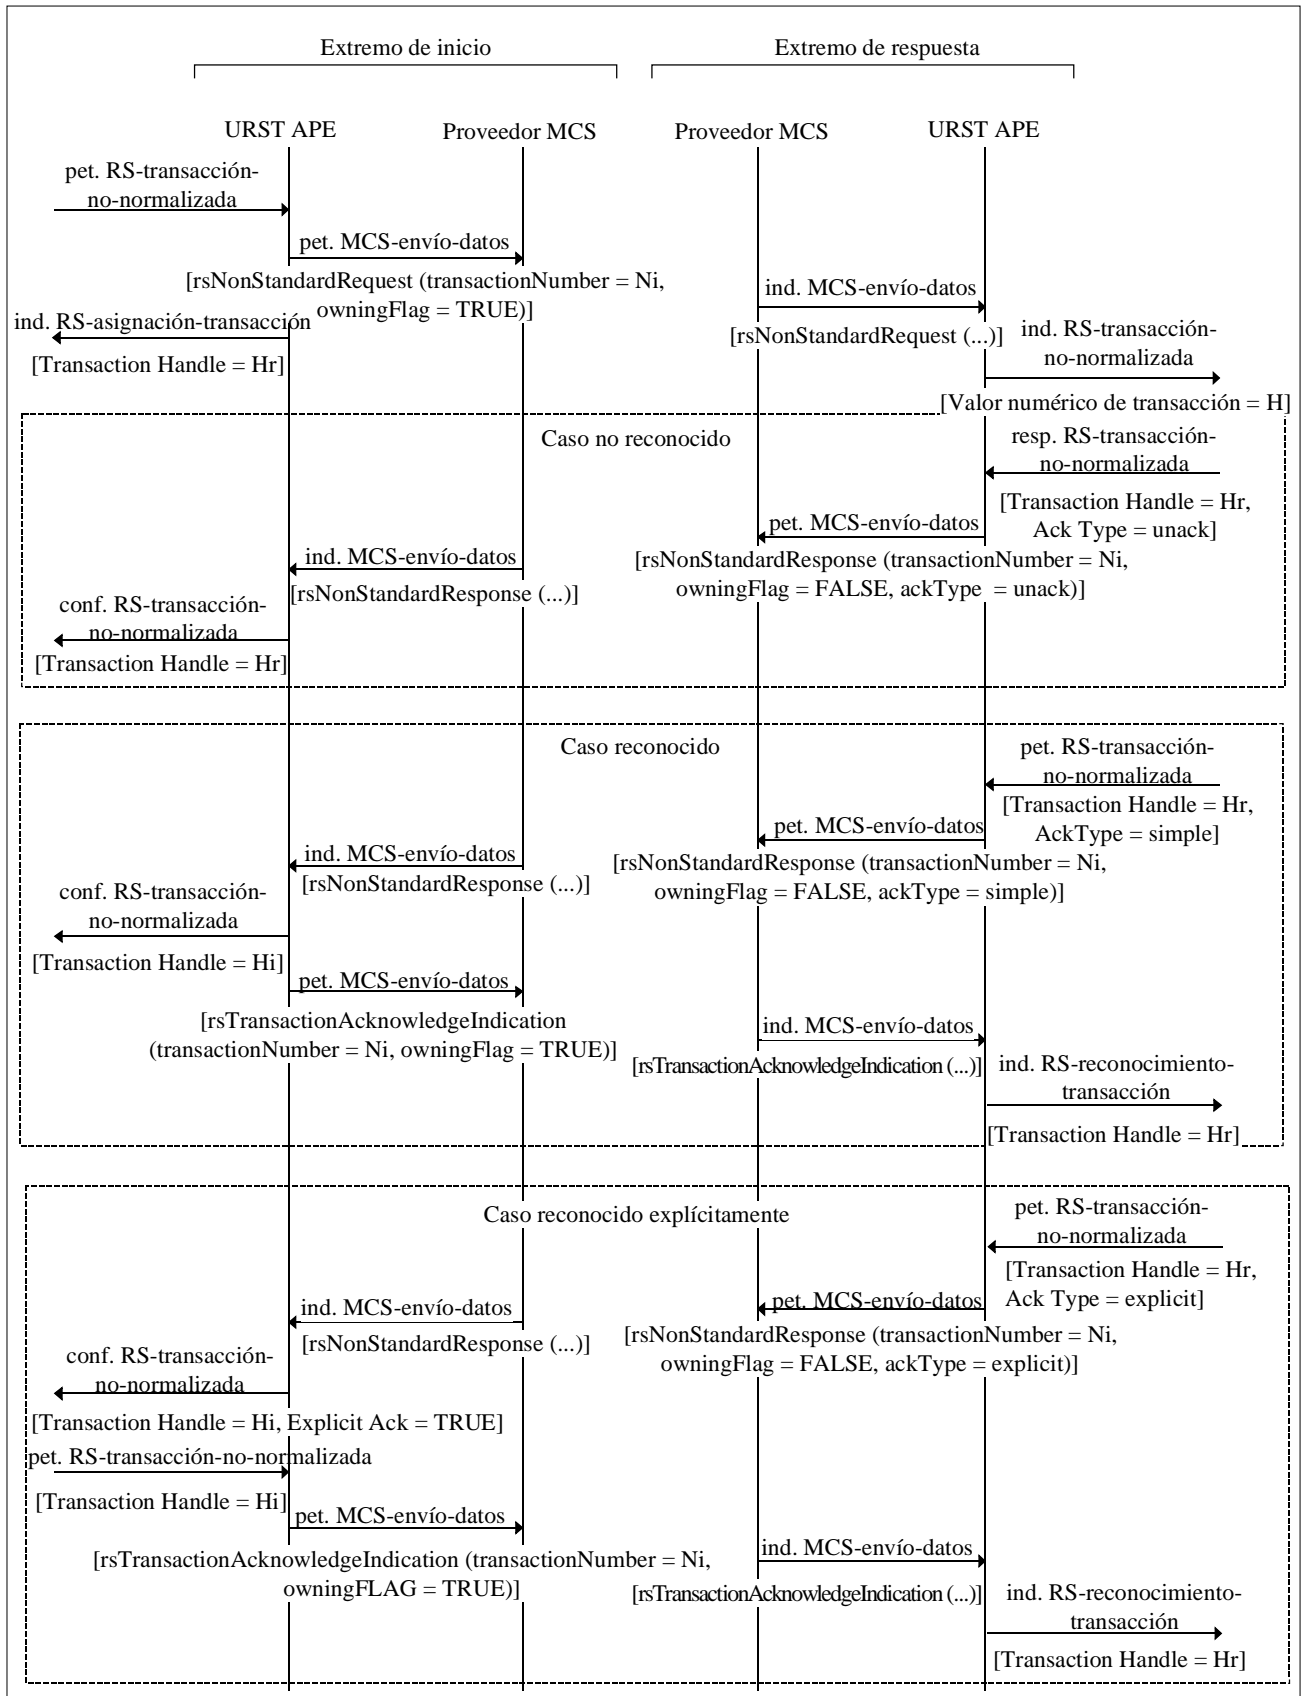 Extremo de inicio
Extremo de respuesta
URST APE
Proveedor MCS
Proveedor MCS
URST APE
pet. RS-transacción-
no-normalizada
pet. MCS-envío-datos
[rsNonStandardRequest (transactionNumber = Ni,
owningFlag = TRUE)]
ind. MCS-envío-datos
[rsNonStandardRequest (...)]
ind. RS-asignación-transacción
[Transaction Handle = Hr]
ind. RS-transacción-
no-normalizada
[Valor numérico de transacción = H]
Caso no reconocido
resp. RS-transacción-
no-normalizada
[Transaction Handle = Hr,
Ack Type = unack]
pet. MCS-envío-datos
[rsNonStandardResponse (transactionNumber = Ni,
owningFlag = FALSE, ackType = unack)]
ind. MCS-envío-datos
[rsNonStandardResponse (...)]
conf. RS-transacción-
no-normalizada
[Transaction Handle = Hr]
Caso reconocido
pet. RS-transacción-
no-normalizada
[Transaction Handle = Hr,
AckType = simple]
pet. MCS-envío-datos
[rsNonStandardResponse (transactionNumber = Ni,
owningFlag = FALSE, ackType = simple)]
ind. MCS-envío-datos
[rsNonStandardResponse (...)]
conf. RS-transacción-
no-normalizada
[Transaction Handle = Hi]
pet. MCS-envío-datos
[rsTransactionAcknowledgeIndication
(transactionNumber = Ni, owningFlag = TRUE)]
ind. MCS-envío-datos
[rsTransactionAcknowledgeIndication (...)]
ind. RS-reconocimiento-
transacción
[Transaction Handle = Hr]
Caso reconocido explícitamente
pet. RS-transacción-
no-normalizada
[Transaction Handle = Hr,
Ack Type = explicit]
pet. MCS-envío-datos
[rsNonStandardResponse (transactionNumber = Ni,
owningFlag = FALSE, ackType = explicit)]
ind. MCS-envío-datos
[rsNonStandardResponse (...)]
conf. RS-transacción-
no-normalizada
[Transaction Handle = Hi, Explicit Ack = TRUE]
pet. RS-transacción-no-normalizada
[Transaction Handle = Hi]
pet. MCS-envío-datos
[rsTransactionAcknowledgeIndication (transactionNumber = Ni,
owningFLAG = TRUE)]
ind. MCS-envío-datos
[rsTransactionAcknowledgeIndication (...)]
ind. RS-reconocimiento-
transacción
[Transaction Handle = Hr]